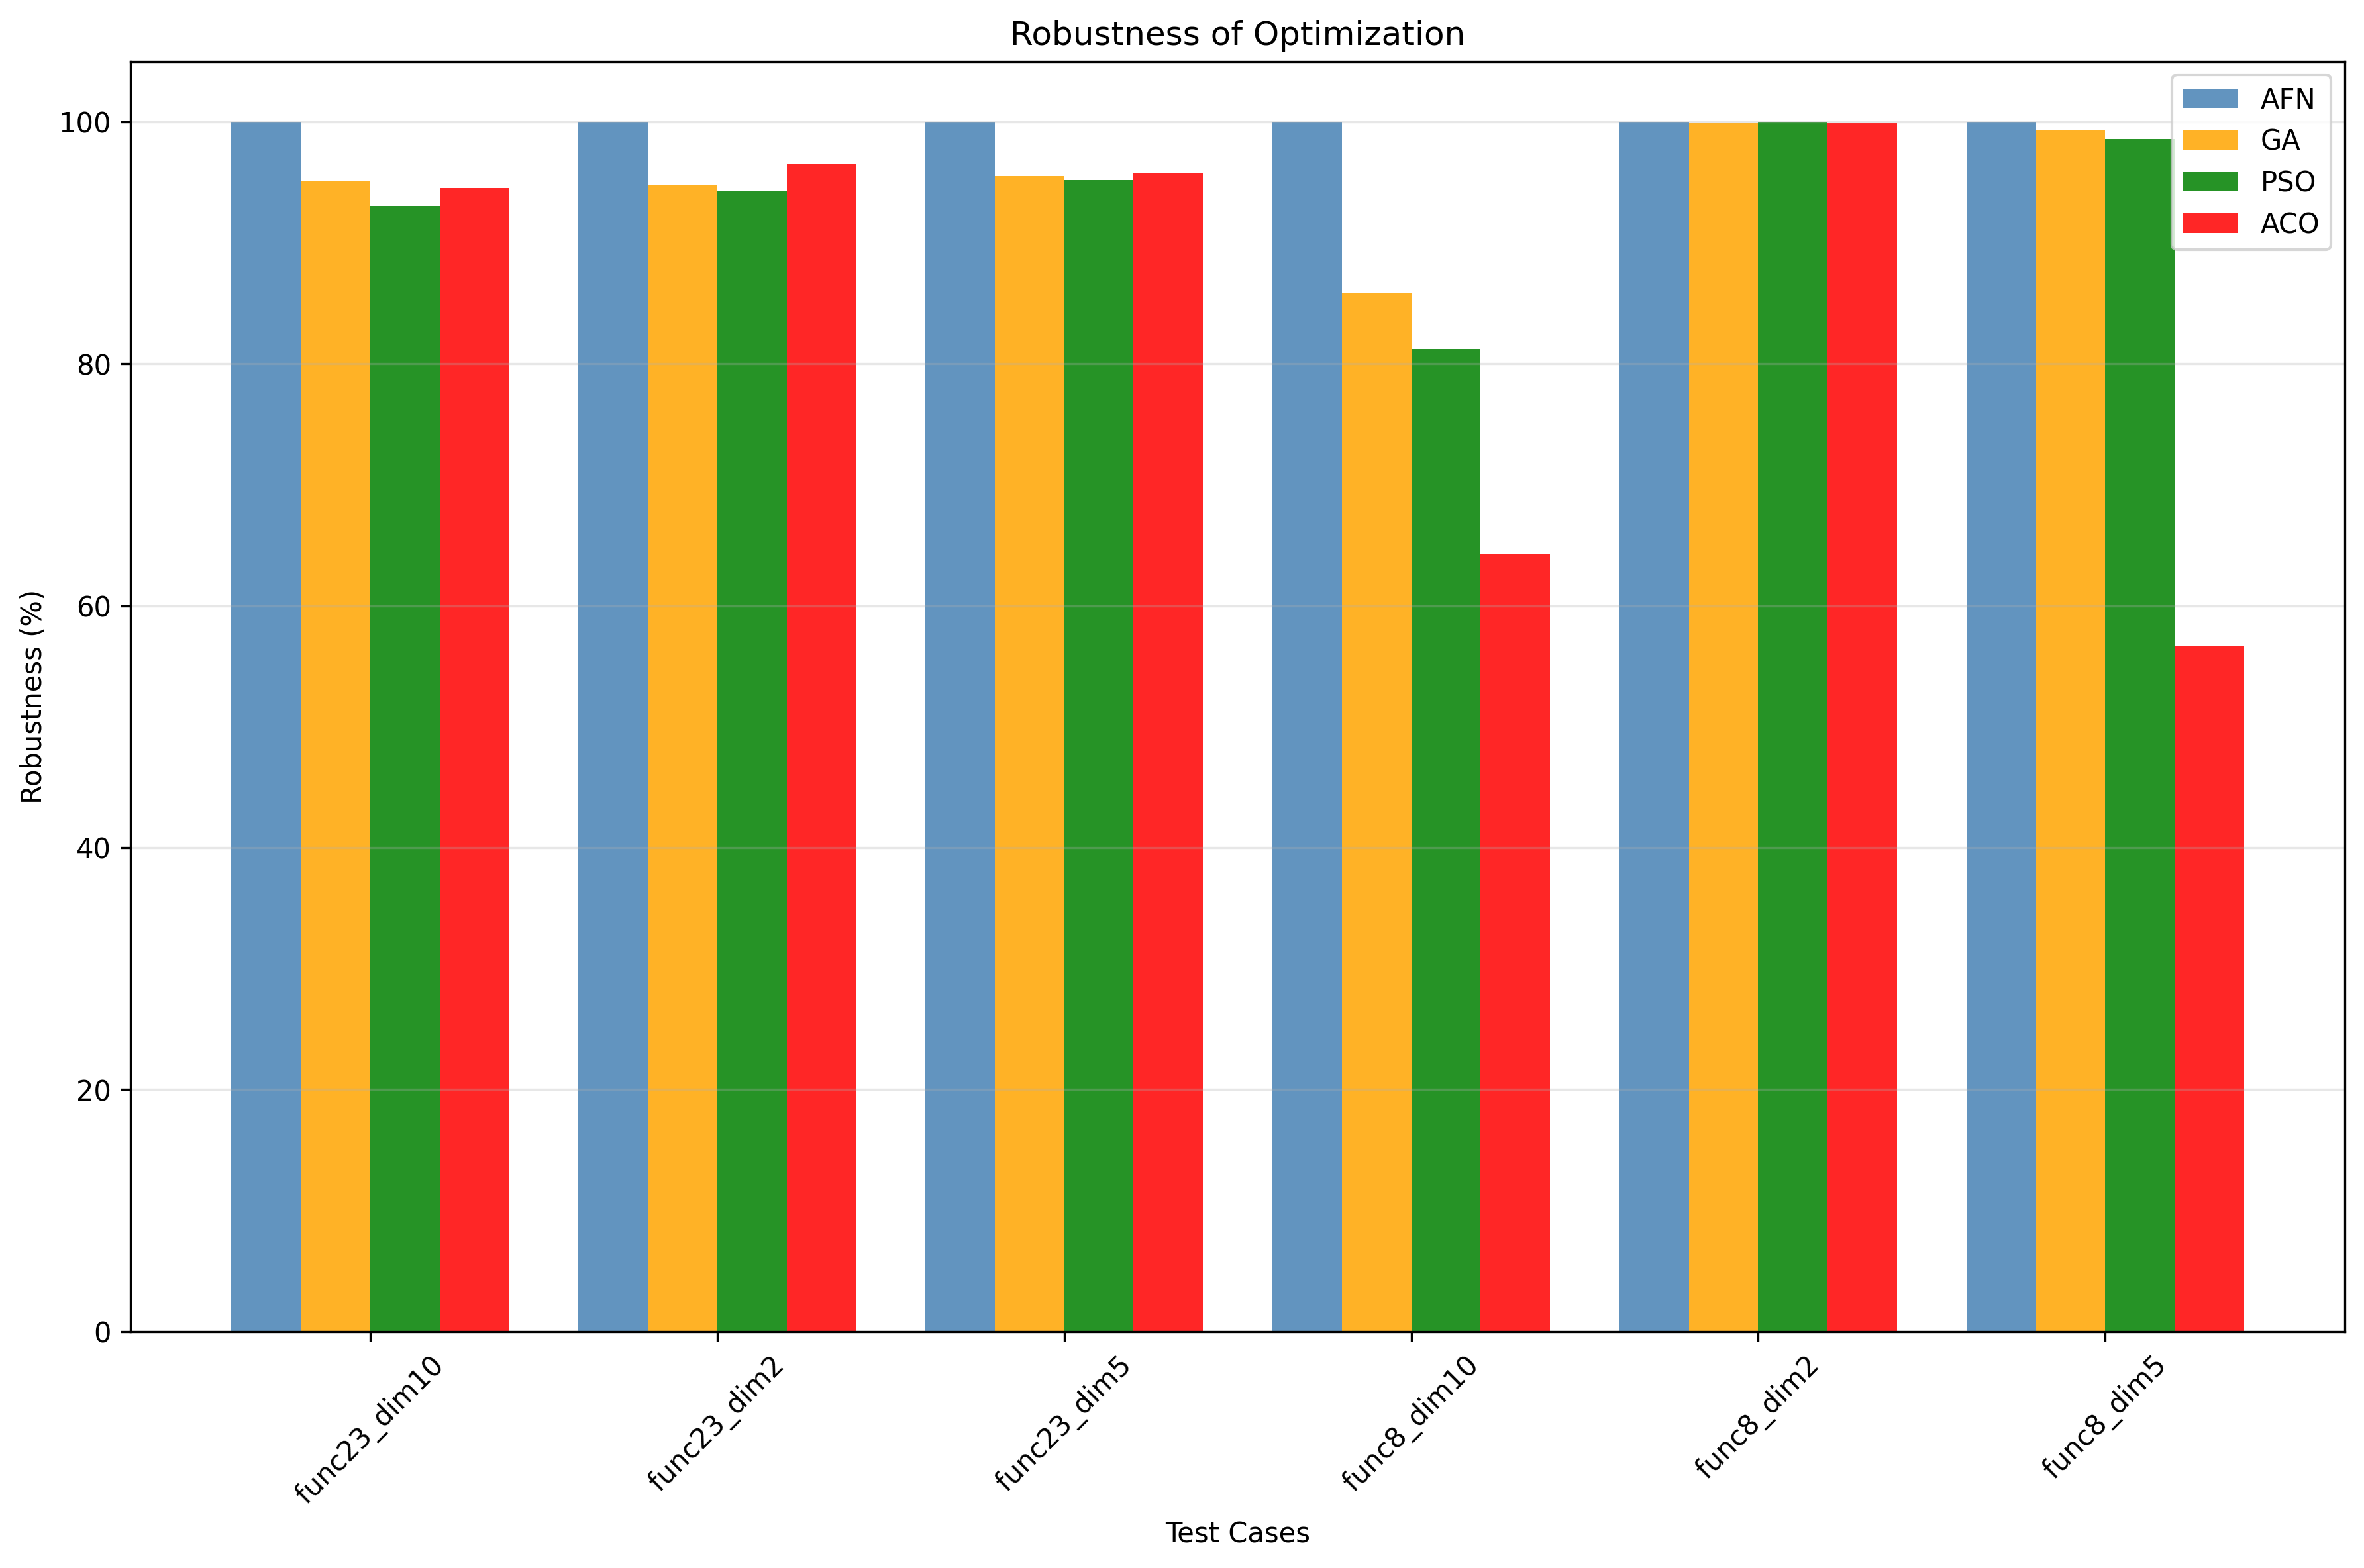 Robustness of Optimization
AFN
GA
PSO
ACO
Robustness (%)
100
80
60
40
20
0
func23_dim10
func23_dim2
func23_dim5
func8_dim10
func8_dim2
func8_dim5
Test Cases